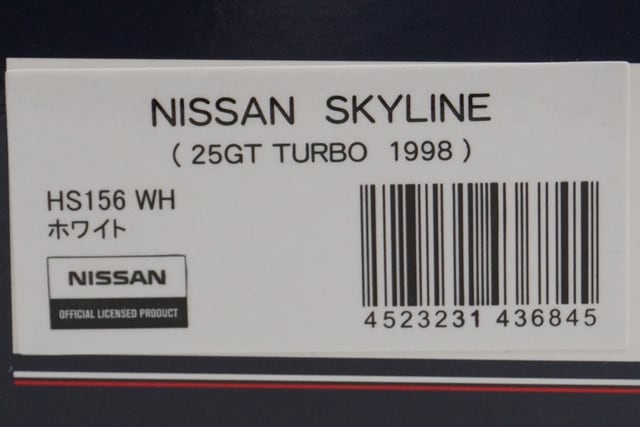 NISSAN SKYLINE
( 25GT TURBO 1998 )
HS156 WH
ホワイト
NISSAN
OFFICIAL LICENSED PRODUCT
4523231 436845